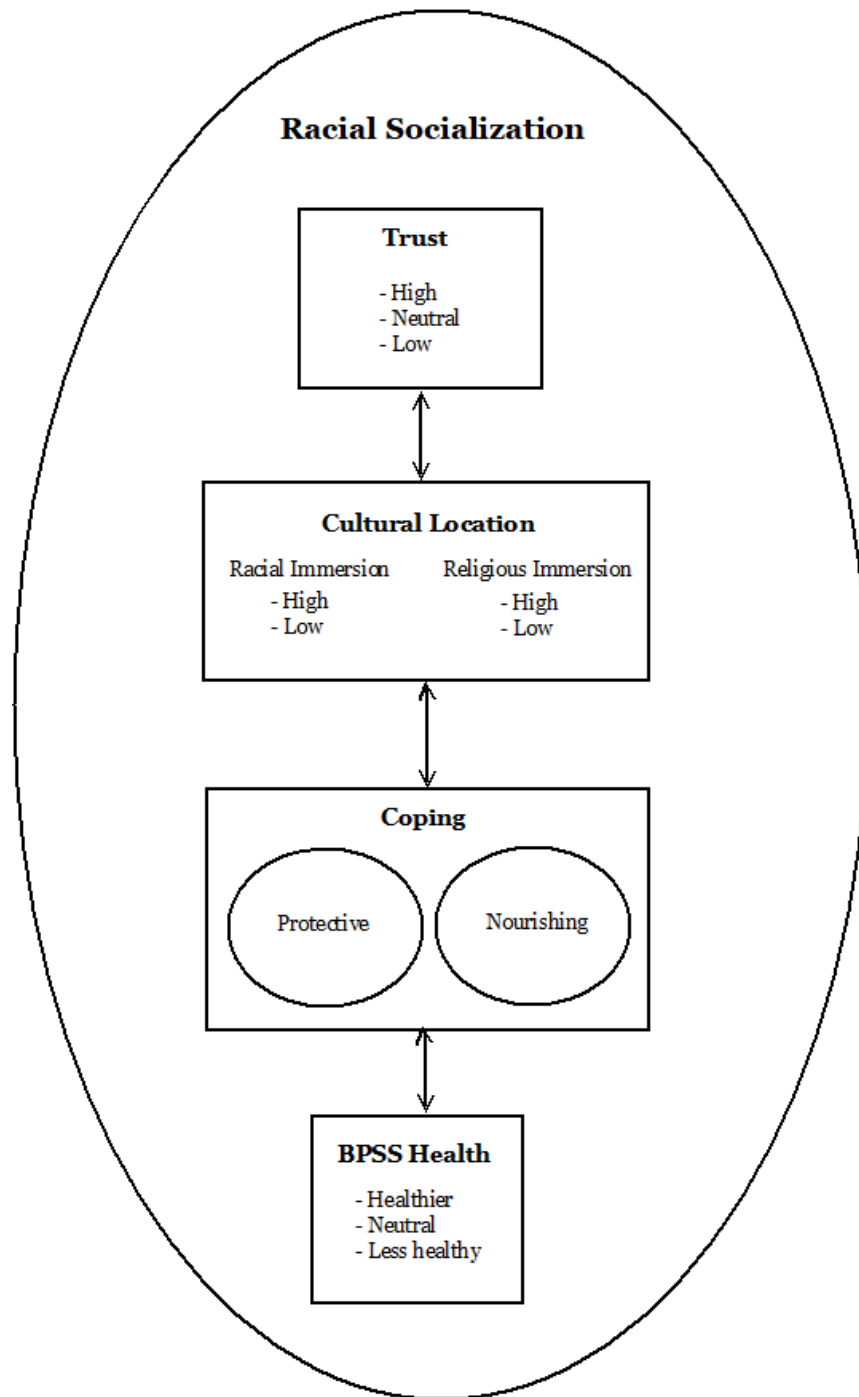 Racial Socialization
Trust
- High
- Neutral
- Low
Cultural Location
Racial Immersion
- High
- Low
Religious Immersion
- High
- Low
Coping
Protective
Nourishing
BPSS Health
- Healthier
- Neutral
- Less healthy